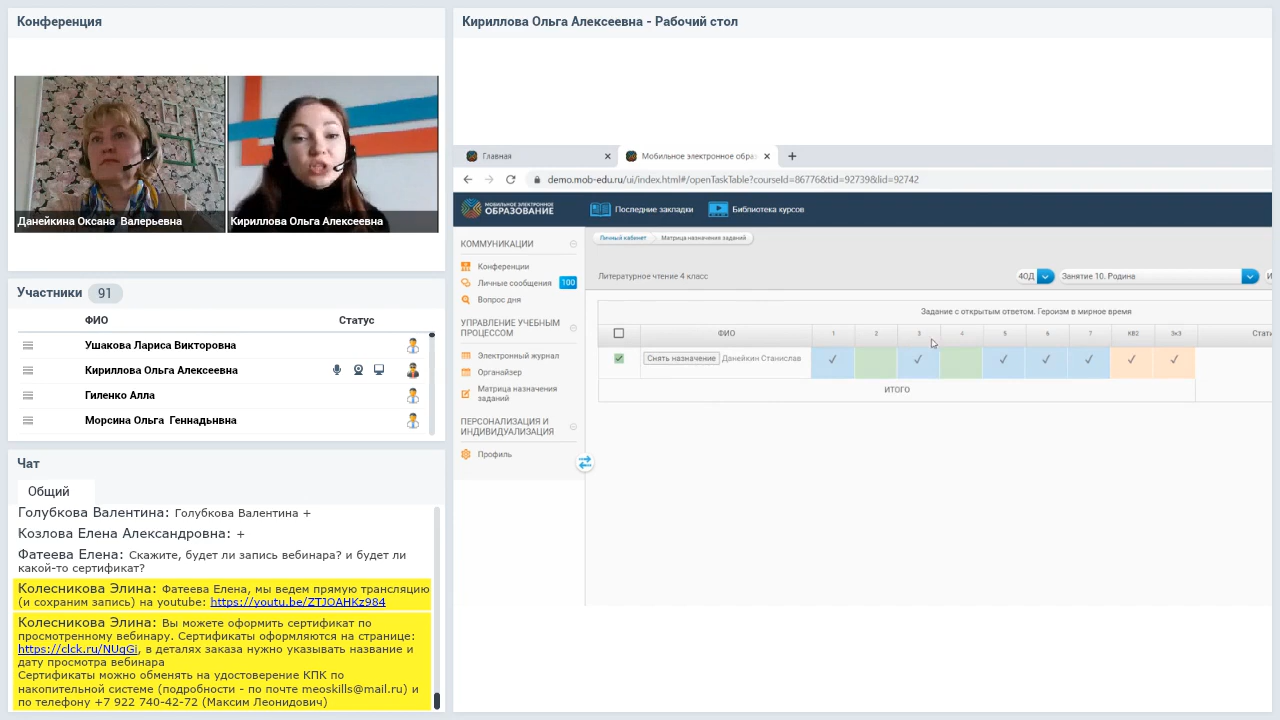 Конференция
Данейкина Оксана Валерьевна
Кириллова Ольга Алексеевна
Участники 91
ФИО Статус
Ушакова Лариса Викторовна
Кириллова Ольга Алексеевна
Гиленко Алла
Морсина Ольга Геннадьнвна
Чат
Общий
Голубкова Валентина: Голубкова Валентина +
Козлова Елена Александровна: +
Фатеева Елена: Скажите, будет ли запись вебинара? и будет ли
какой-то сертификат?
Колесникова Элина: Фатеева Елена, мы ведем прямую трансляцию
(и сохраним запись) на youtube: https://youtu.be/ZTJOAHKz984
Колесникова Элина: Вы можете оформить сертификат по
просмотренному вебинару. Сертификаты оформляются на странице:
https://clck.ru/NUqGi, в деталях заказа нужно указывать название и
дату просмотра вебинара
Сертификаты можно обменять на удостоверение КПК по
накопительной системе (подробности - по почте meoskills@mail.ru) и
по телефону +7 922 740-42-72 (Максим Леонидович)
Кириллова Ольга Алексеевна - Рабочий стол
Главная
Мобильное электронное обра
demo.mob-edu.ru/ui/index.html#/openTaskTable?courseId=86776&tid=92739&lid=92742
МОБИЛЬНОЕ ЭЛЕКТРОННОЕ
ОБРАЗОВАНИЕ
Последние закладки
Библиотека курсов
КОММУНИКАЦИИ
Конференции
Личные сообщения 100
Вопрос дня
УПРАВЛЕНИЕ УЧЕБНЫМ
ПРОЦЕССОМ
Электронный журнал
Органайзер
Матрица назначения
заданий
ПЕРСОНАЛИЗАЦИЯ И
ИНДИВИДУАЛИЗАЦИЯ
Профиль
Личный кабинет Матрица назначения заданий
Литературное чтение 4 класс
4ОД Занятие 10. Родина И
Задание с открытым ответом. Героизм в мирное время
ФИО 1 2 3 4 5 6 7 КВ2 ЭкЗ Стат
Снять назначение Данейкин Станислав
ИТОГО